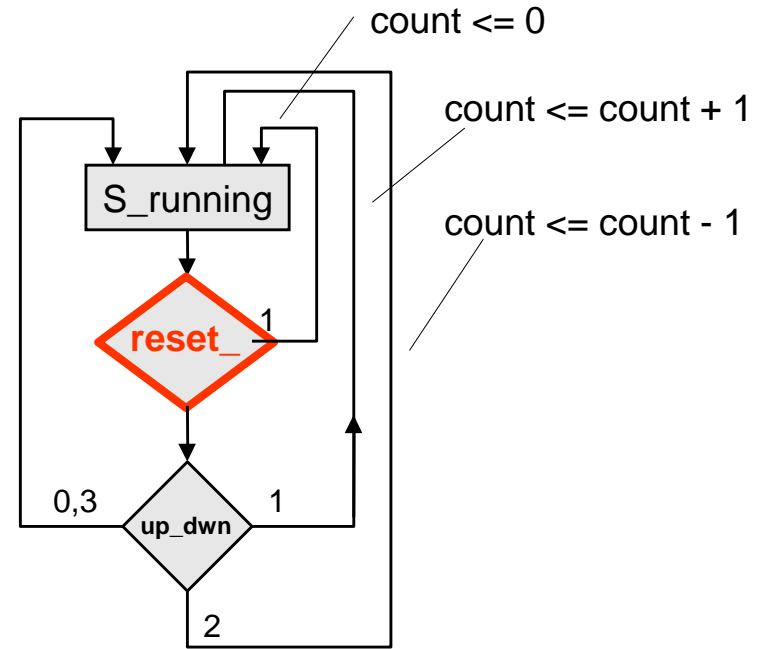 count <= 0
count <= count + 1
count <= count - 1
S_running
1
reset_
0,3
1
up_dwn
2